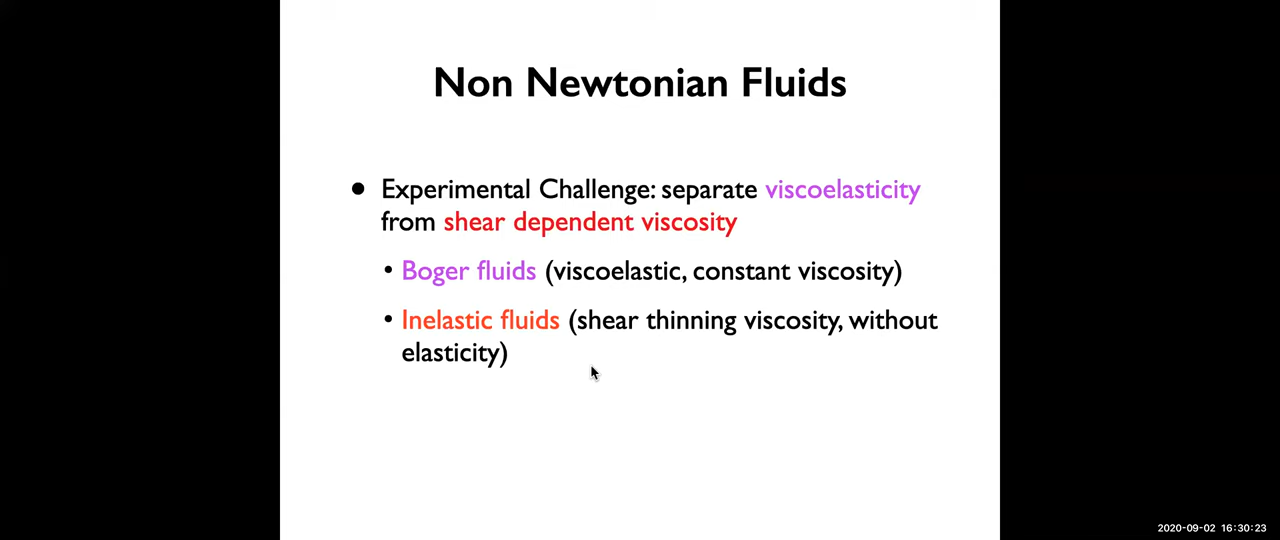 Non Newtonian Fluids
• Experimental Challenge: separate viscoelasticity
from shear dependent viscosity
• Boger fluids (viscoelastic, constant viscosity)
• Inelastic fluids (shear thinning viscosity, without
elasticity)
2020-09-02 16:30:23